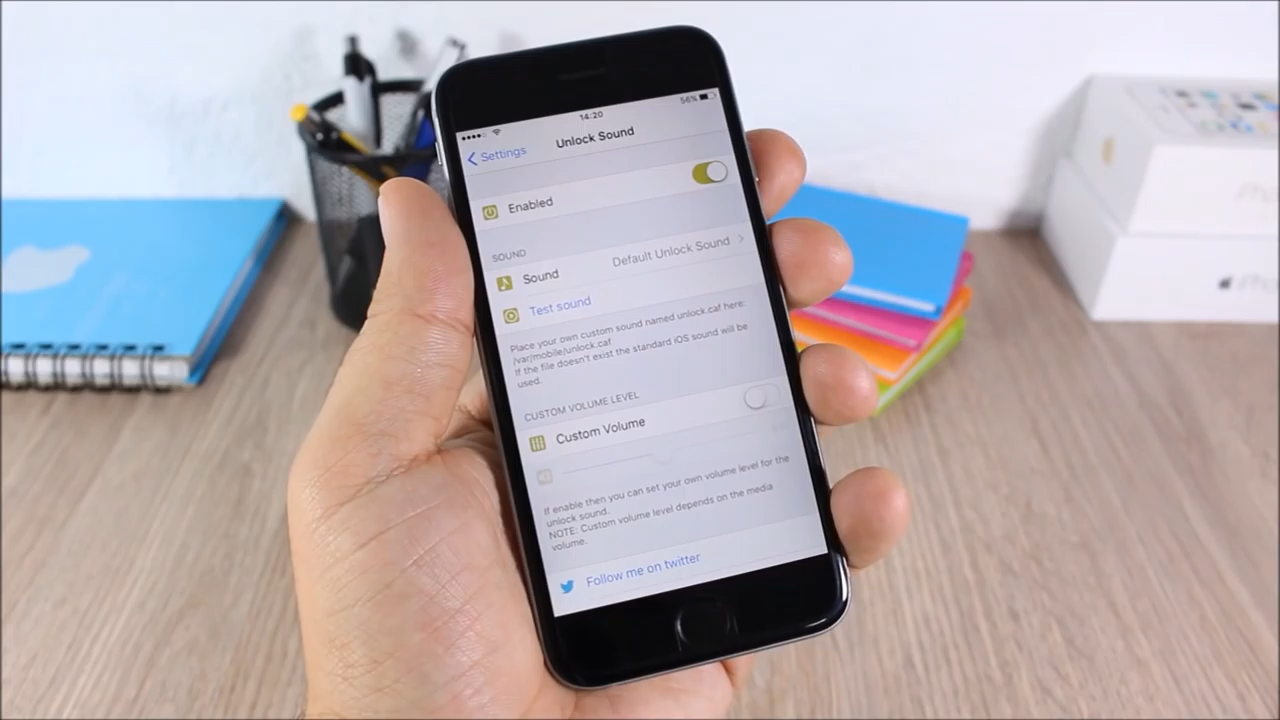 14:20
56%
Settings
Unlock Sound
Enabled
SOUND
Sound
Default Unlock Sound
Test sound
Place your own custom sound named unlock.caf here:
/var/mobile/unlock.caf
If the file doesn't exist the standard iOS sound will be
used.
CUSTOM VOLUME LEVEL
Custom Volume
If enable then you can set your own volume level for the
unlock sound.
NOTE: Custom volume level depends on the media
volume.
Follow me on twitter